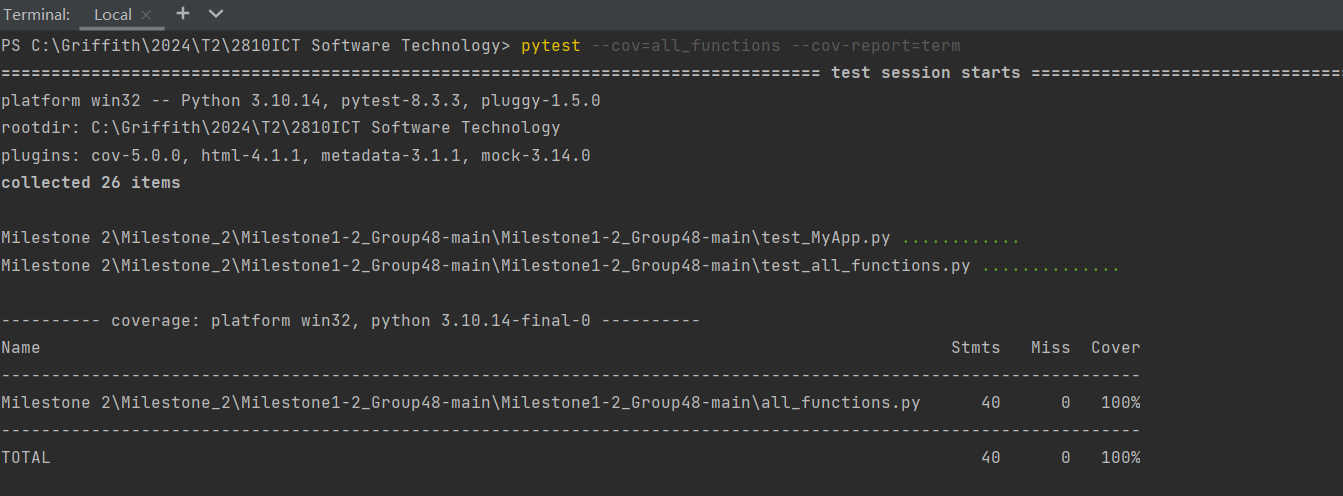 Terminal: Local × + ∨
PS C:\Griffith\2024\T2\2810ICT Software Technology> pytest --cov=all_functions --cov-report=term
================================================================================== test session starts ================================
platform win32 -- Python 3.10.14, pytest-8.3.3, pluggy-1.5.0
rootdir: C:\Griffith\2024\T2\2810ICT Software Technology
plugins: cov-5.0.0, html-4.1.1, metadata-3.1.1, mock-3.14.0
collected 26 items
Milestone 2\Milestone_2\Milestone1-2_Group48-main\Milestone1-2_Group48-main\test_MyApp.py ............
Milestone 2\Milestone_2\Milestone1-2_Group48-main\Milestone1-2_Group48-main\test_all_functions.py ..............
---------- coverage: platform win32, python 3.10.14-final-0 ----------
Name Stmts Miss Cover
------------------------------------------------------------------------------------------------------------------
Milestone 2\Milestone_2\Milestone1-2_Group48-main\Milestone1-2_Group48-main\all_functions.py 40 0 100%
------------------------------------------------------------------------------------------------------------------
TOTAL 40 0 100%